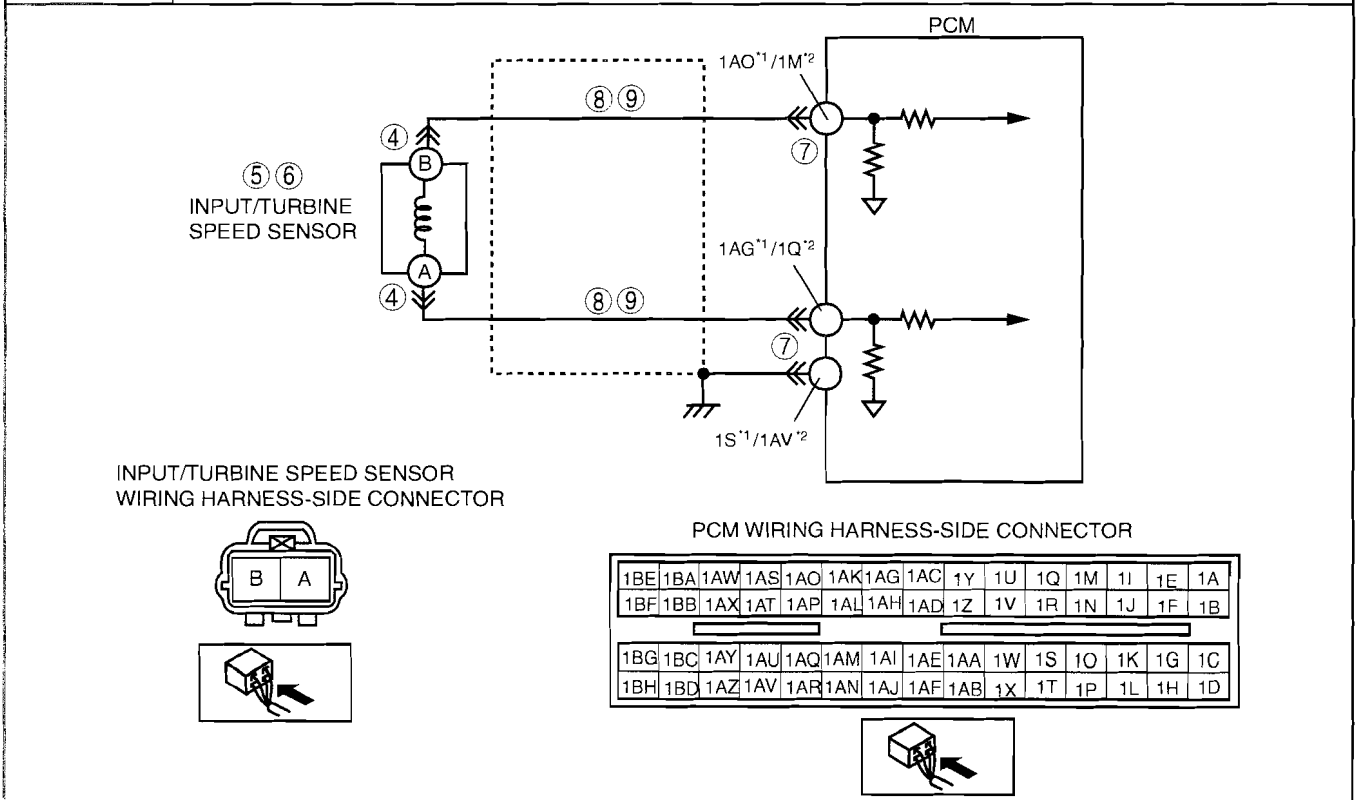 PCM
1AO*1/1M*2
⑧⑨
④
⑦
B
⑤⑥
INPUT/TURBINE
SPEED SENSOR
1AG*1/1Q*2
A
④
⑧⑨
⑦
1S*1/1AV*2
INPUT/TURBINE SPEED SENSOR
WIRING HARNESS-SIDE CONNECTOR
B A
PCM WIRING HARNESS-SIDE CONNECTOR
1BE 1BA 1AW 1AS 1AO 1AK 1AG 1AC 1Y 1U 1Q 1M 1I 1E 1A
1BF 1BB 1AX 1AT 1AP 1AL 1AH 1AD 1Z 1V 1R 1N 1J 1F 1B
1BG 1BC 1AY 1AU 1AQ 1AM 1AI 1AE 1AA 1W 1S 1O 1K 1G 1C
1BH 1BD 1AZ 1AV 1AR 1AN 1AJ 1AF 1AB 1X 1T 1P 1L 1H 1D